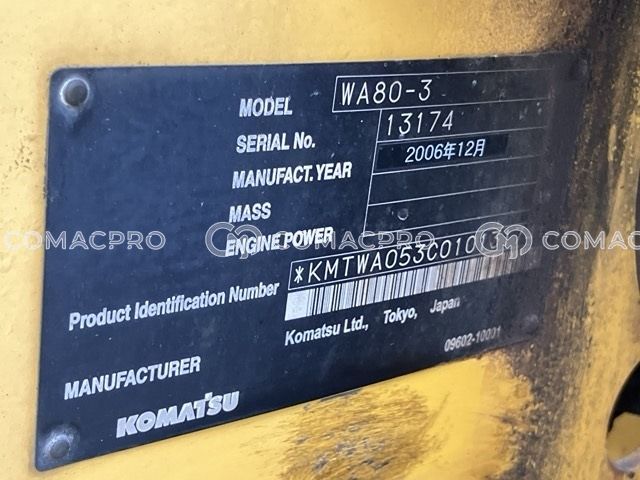 MODEL WA80-3
SERIAL No. 13174
MANUFACT. YEAR 2006年12月
MASS
ENGINE POWER
COMACPRO COMACPRO COMACPRO
Product Identification Number
Komatsu Ltd., Tokyo, Japan
MANUFACTURER 09602-10001
KOMATSU